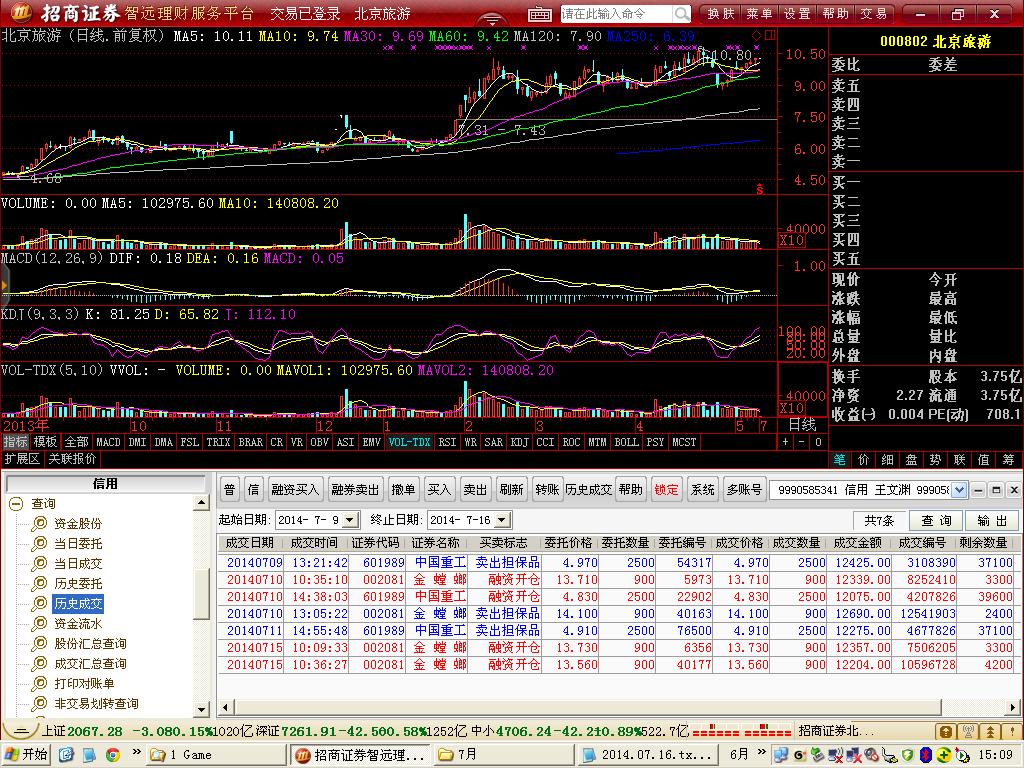 招商证券 智远理财服务平台 交易已登录 北京旅游 请在此输入命令 换肤 菜单 设置 帮助 交易
北京旅游 (日线.前复权) MA5: 10.11 MA10: 9.74 MA30: 9.69 MA60: 9.42 MA120: 7.90 MA250: 6.39
10.80
10.50
9.00
7.50
6.00
4.50
7.31 - 7.43
4.68
VOLUME: 0.00 MA5: 102975.60 MA10: 140808.20
40000
X10
MACD(12,26,9) DIF: 0.18 DEA: 0.16 MACD: 0.05
1.00
KDJ(9,3,3) K: 81.25 D: 65.82 J: 112.10
100.00
20.00
VOL-TDX(5,10) VVOL: - VOLUME: 0.00 MAVOL1: 102975.60 MAVOL2: 140808.20
40000
X10
2013年 10 11 12 1 2 3 4 5 7 日线
指标 模板 全部 MACD DMI DMA FSL TRIX BRAR CR VR OBV ASI EMV VOL-TDX RSI WR SAR KDJ CCI ROC MTM BOLL PSY MCST + - 0
扩展区 关联报价
000802 北京旅游
委比 委差
卖五
卖四
卖三
卖二
卖一
买一
买二
买三
买四
买五
现价 今开
涨跌 最高
涨幅 最低
总量 量比
外盘 内盘
换手 股本 3.75亿
净资 2.27 流通 3.75亿
收益(一) 0.004 PE(动) 708.1
笔 价 细 盘 势 联 值 筹
信用
查询
资金股份
当日委托
当日成交
历史委托
历史成交
资金流水
股份汇总查询
成交汇总查询
打印对账单
非交易划转查询
普 信 融资买入 融券卖出 撤单 买入 卖出 刷新 转账 历史成交 帮助 锁定 系统 多账号 9990585341 信用 王文渊 99905
起始日期: 2014- 7- 9 终止日期: 2014- 7-16 共7条 查 询 输 出
成交日期 成交时间 证券代码 证券名称 买卖标志 委托价格 委托数量 委托编号 成交价格 成交数量 成交金额 成交编号 剩余数量
20140709 13:21:42 601989 中国重工 卖出担保品 4.970 2500 54317 4.970 2500 12425.00 3108390 37100
20140710 10:35:10 002081 金 螳 螂 融资开仓 13.710 900 5973 13.710 900 12339.00 8252410 3300
20140710 14:38:03 601989 中国重工 融资开仓 4.830 2500 22902 4.830 2500 12075.00 4207826 39600
20140710 13:05:22 002081 金 螳 螂 卖出担保品 14.100 900 40163 14.100 900 12690.00 12541903 2400
20140711 14:55:48 601989 中国重工 卖出担保品 4.910 2500 76500 4.910 2500 12275.00 4677826 37100
20140715 10:09:33 002081 金 螳 螂 融资开仓 13.730 900 6356 13.730 900 12357.00 7506205 3300
20140715 10:36:27 002081 金 螳 螂 融资开仓 13.560 900 40177 13.560 900 12204.00 10596728 4200
上证2067.28 -3.08 0.15% 1020亿 深证7261.91 -42.50 0.58% 1252亿 中小4706.24 -42.21 0.89% 522.7亿 招商证券北...
开始 1 Game 招商证券智远理... 7月 2014.07.16.tx... 6月 15:09